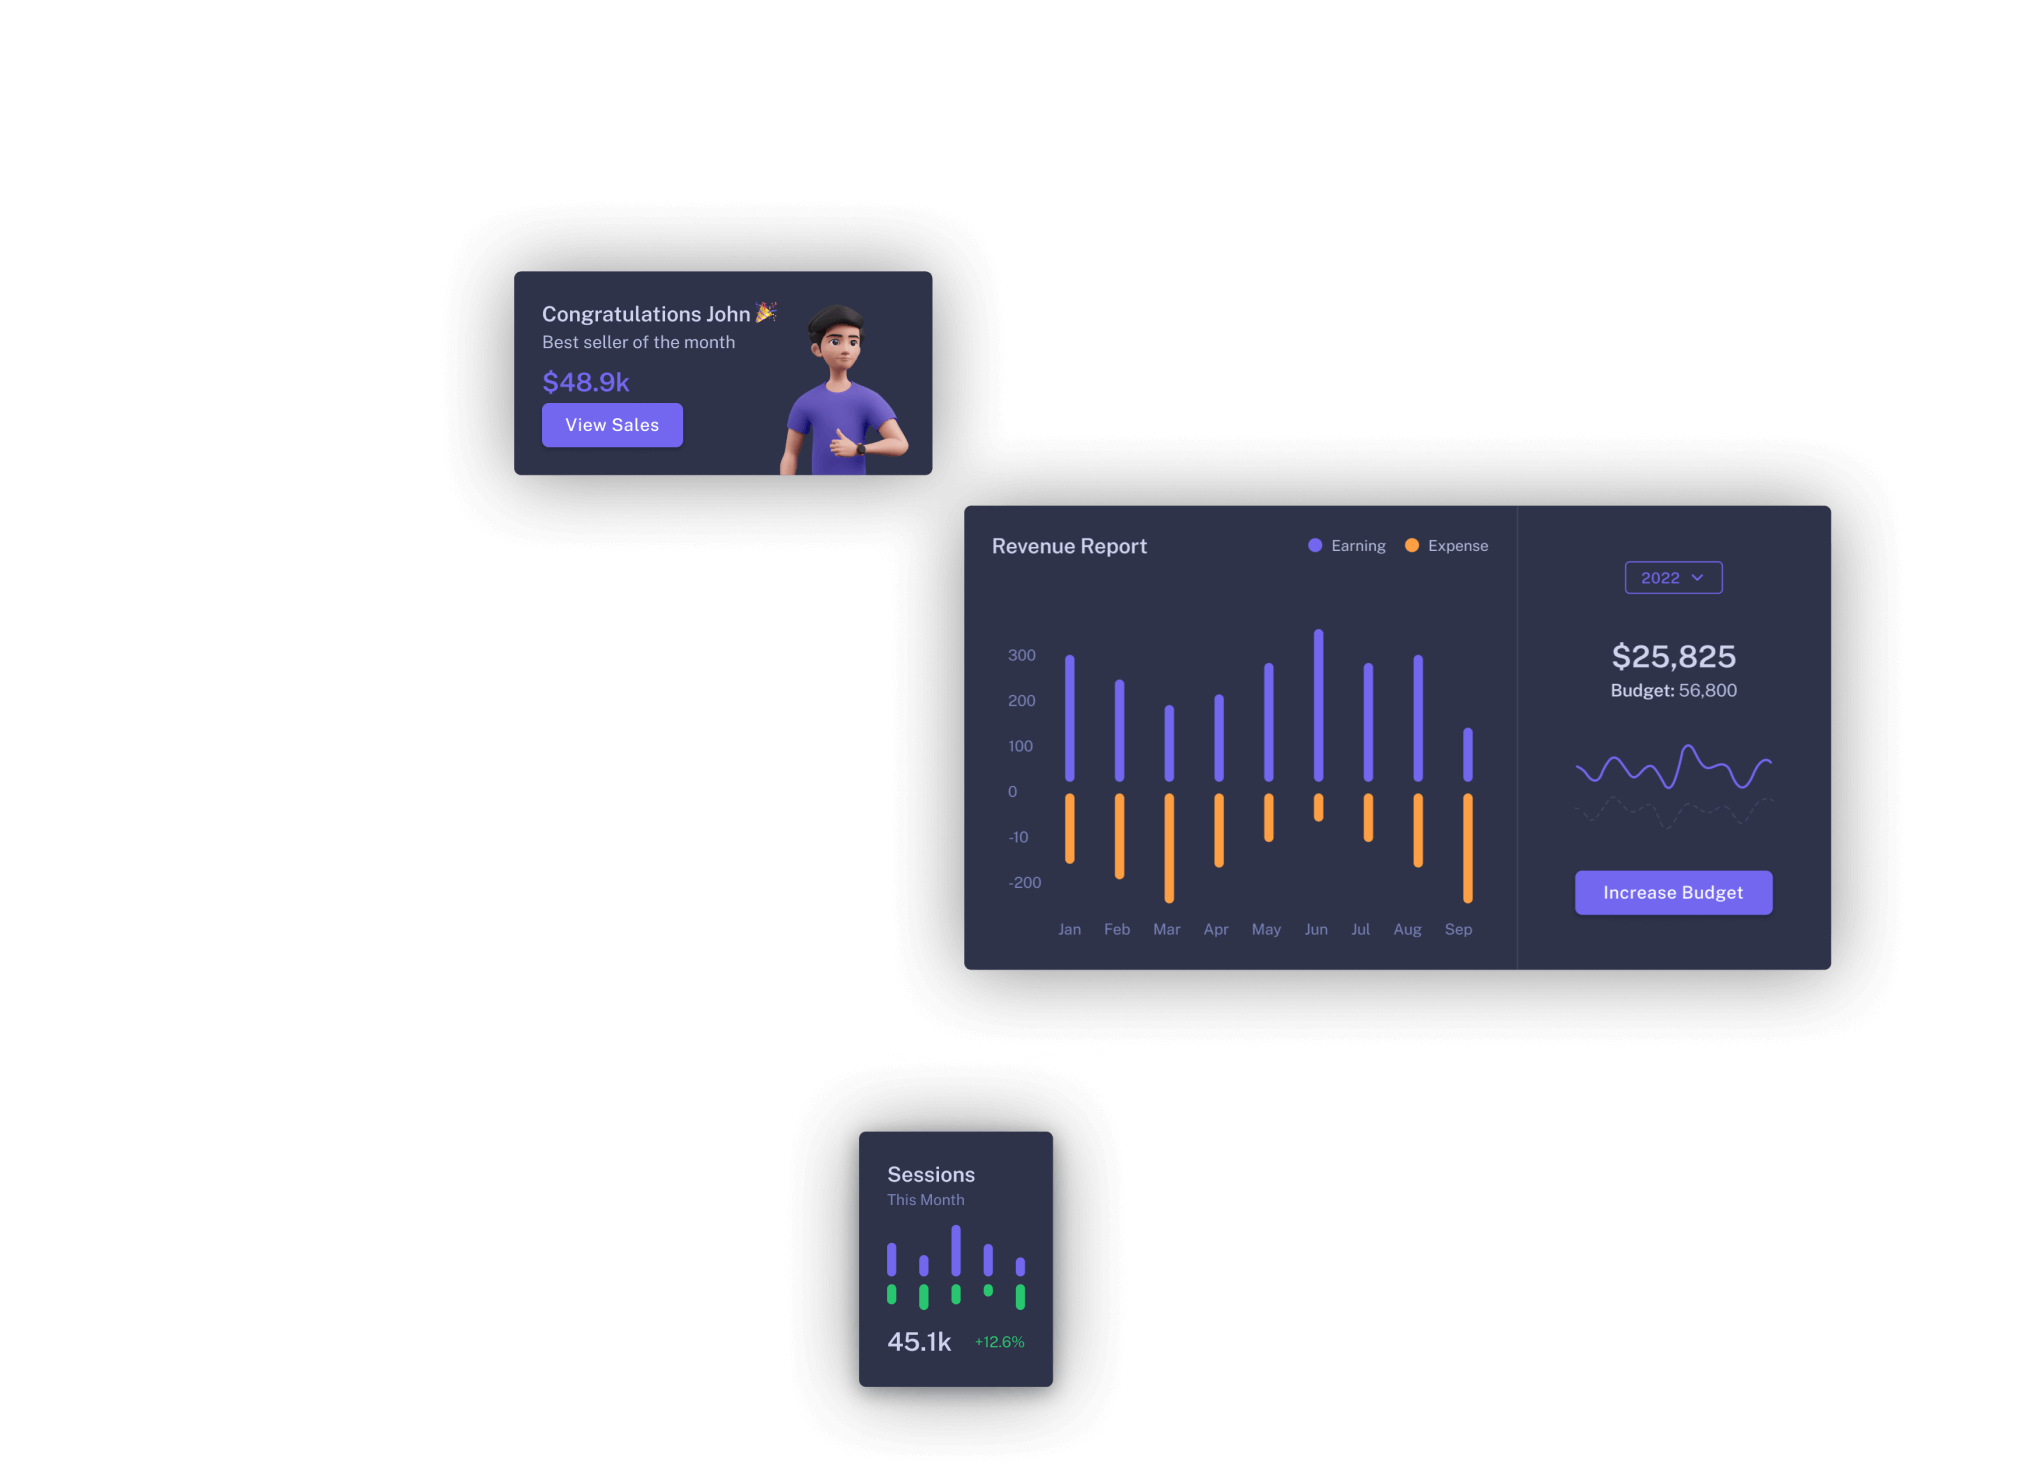 Congratulations John 🎉
Best seller of the month
$48.9k
View Sales
Revenue Report
Earning
Expense
300
200
100
0
-10
-200
Jan Feb Mar Apr May Jun Jul Aug Sep
2022
$25,825
Budget: 56,800
Increase Budget
Sessions
This Month
45.1k +12.6%